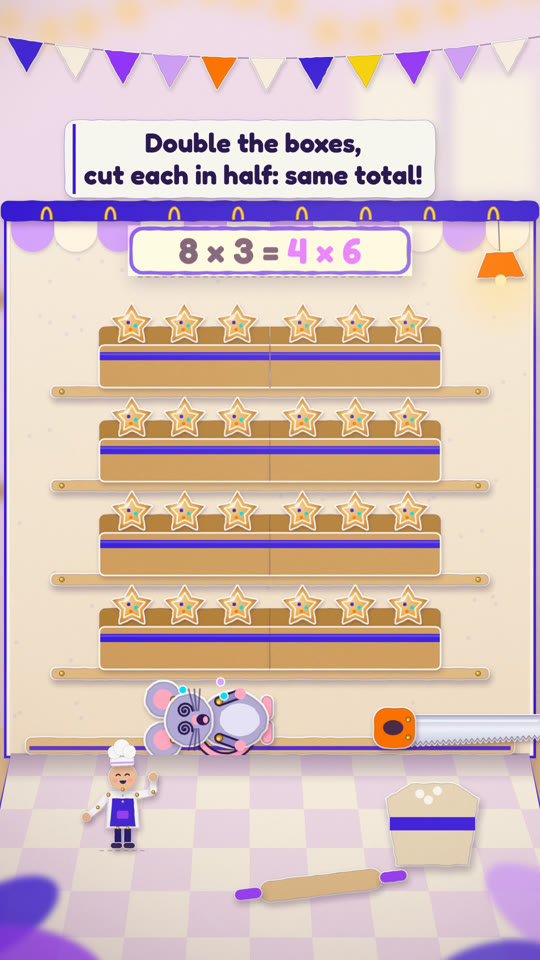 Double the boxes,
cut each in half: same total!
8 × 3 = 4 × 6